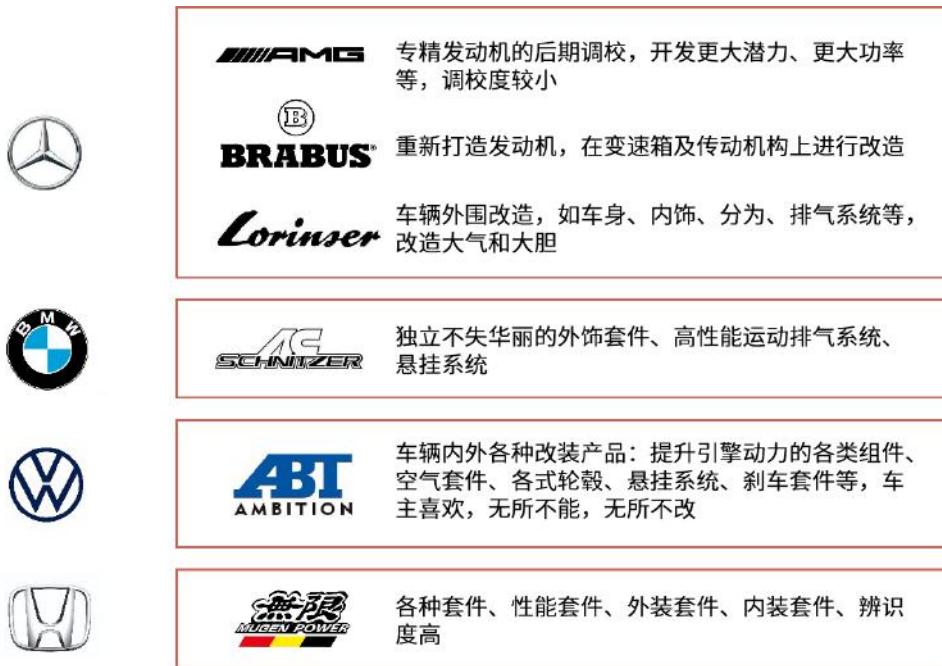 AMG
专精发动机的后期调校，开发更大潜力、更大功率
等，调校度较小
B
BRABUS
重新打造发动机，在变速箱及传动机构上进行改造
Lorinser
车辆外围改造，如车身、内饰、分为、排气系统等，
改造大气和大胆
BMW
AC
SCHNITZER
独立不失华丽的外饰套件、高性能运动排气系统、
悬挂系统
VW
ABT
AMBITION
车辆内外各种改装产品：提升引擎动力的各类组件、
空气套件、各式轮毂、悬挂系统、刹车套件等，车
主喜欢，无所不能，无所不改
無限
MUGEN POWER
各种套件、性能套件、外装套件、内装套件、辨识
度高